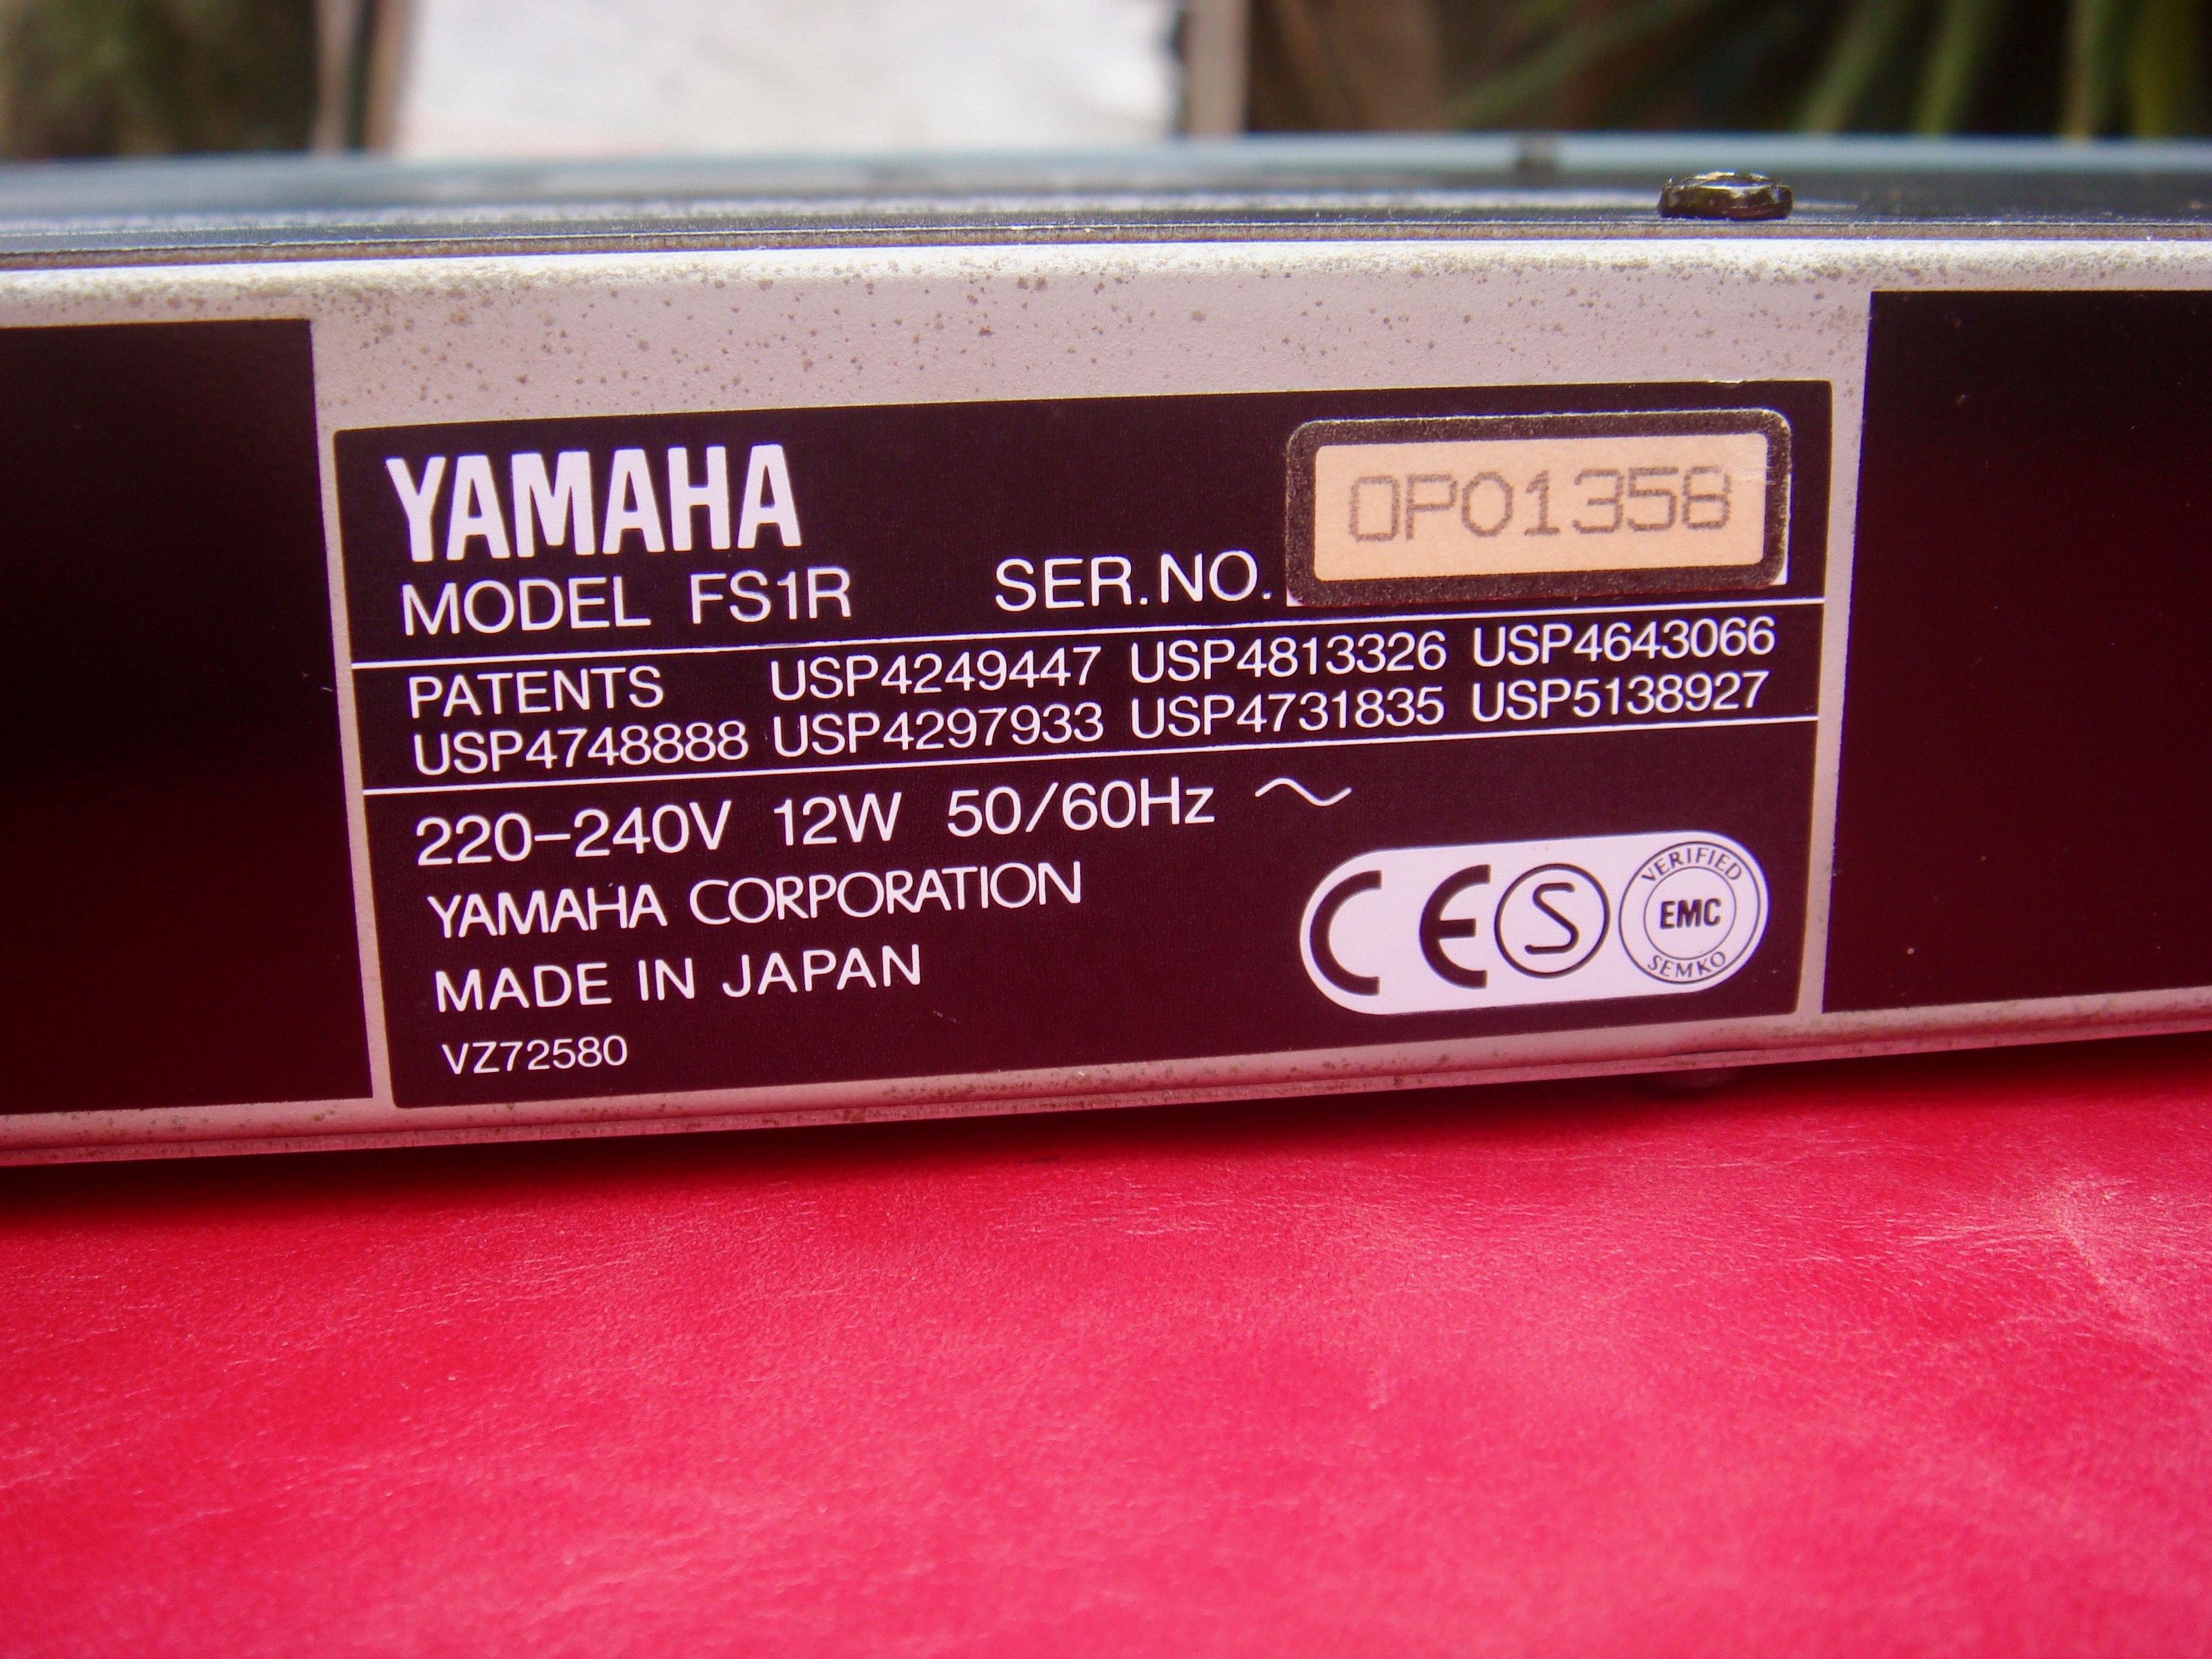 YAMAHA
MODEL FS1R SER.NO. OP01358
PATENTS USP4249447 USP4813326 USP4643066
USP4748888 USP4297933 USP4731835 USP5138927
220-240V 12W 50/60Hz ~
YAMAHA CORPORATION
MADE IN JAPAN
VZ72580
CE S VERIFIED EMC SEMKO